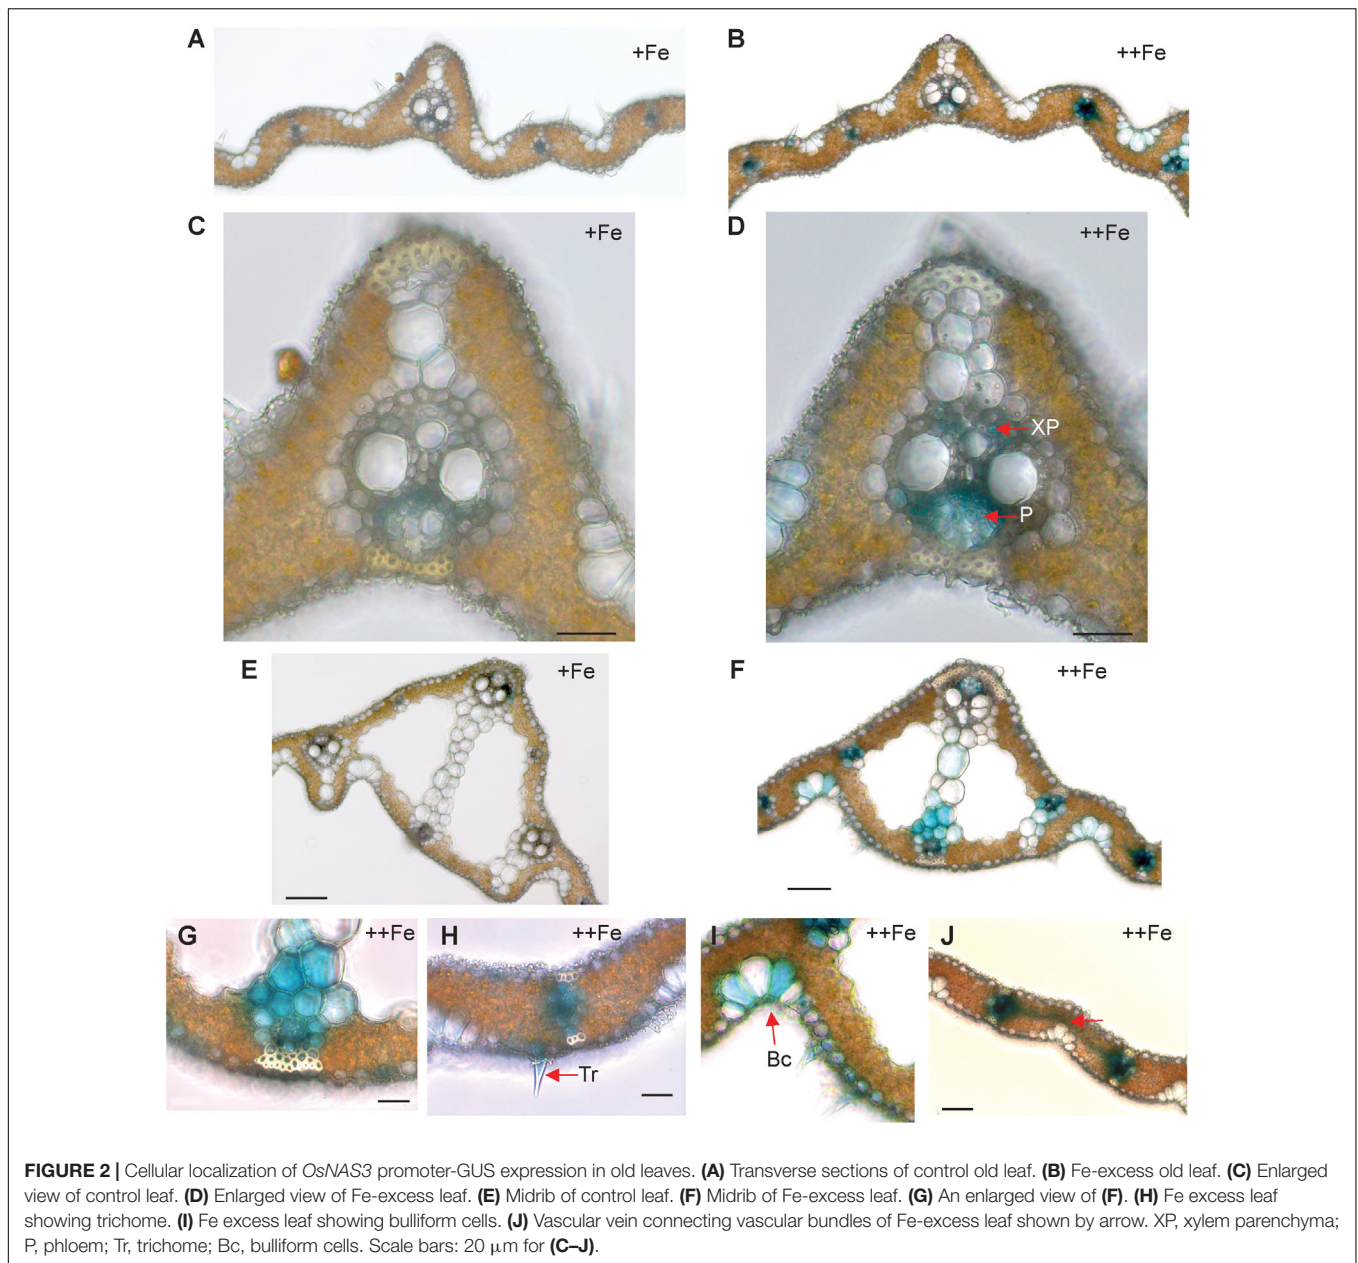 A
+Fe
B
++Fe
C
+Fe
D
++Fe
XP
P
E
+Fe
F
++Fe
G
++Fe
H
++Fe
Tr
I
++Fe
Bc
J
++Fe
FIGURE 2 | Cellular localization of OsNAS3 promoter-GUS expression in old leaves. (A) Transverse sections of control old leaf. (B) Fe-excess old leaf. (C) Enlarged
view of control leaf. (D) Enlarged view of Fe-excess leaf. (E) Midrib of control leaf. (F) Midrib of Fe-excess leaf. (G) An enlarged view of (F). (H) Fe excess leaf
showing trichome. (I) Fe excess leaf showing bulliform cells. (J) Vascular vein connecting vascular bundles of Fe-excess leaf shown by arrow. XP, xylem parenchyma;
P, phloem; Tr, trichome; Bc, bulliform cells. Scale bars: 20 μm for (C–J).